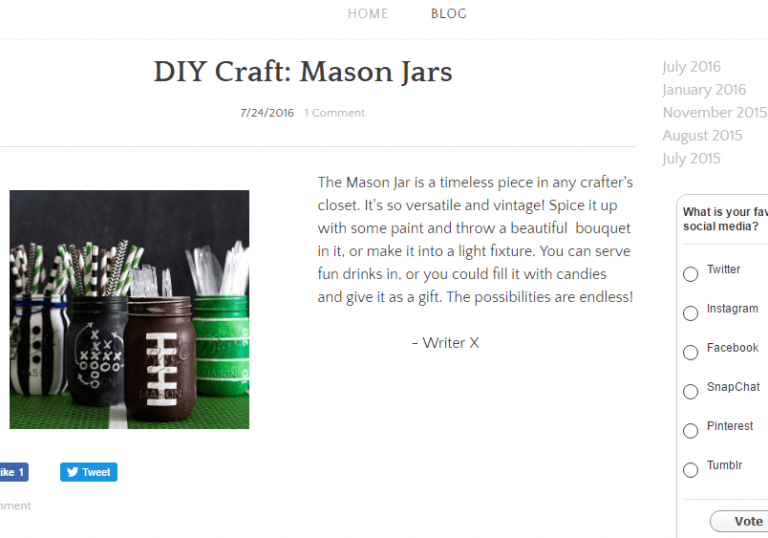 HOME BLOG
DIY Craft: Mason Jars
7/24/2016 1 Comment
The Mason Jar is a timeless piece in any crafter's
closet. It's so versatile and vintage! Spice it up
with some paint and throw a beautiful bouquet
in it, or make it into a light fixture. You can serve
fun drinks in, or you could fill it with candies
and give it as a gift. The possibilities are endless!
- Writer X
MASON
ike 1 Tweet
mment
July 2016
January 2016
November 2015
August 2015
July 2015
What is your fav
social media?
Twitter
Instagram
Facebook
SnapChat
Pinterest
Tumblr
Vote